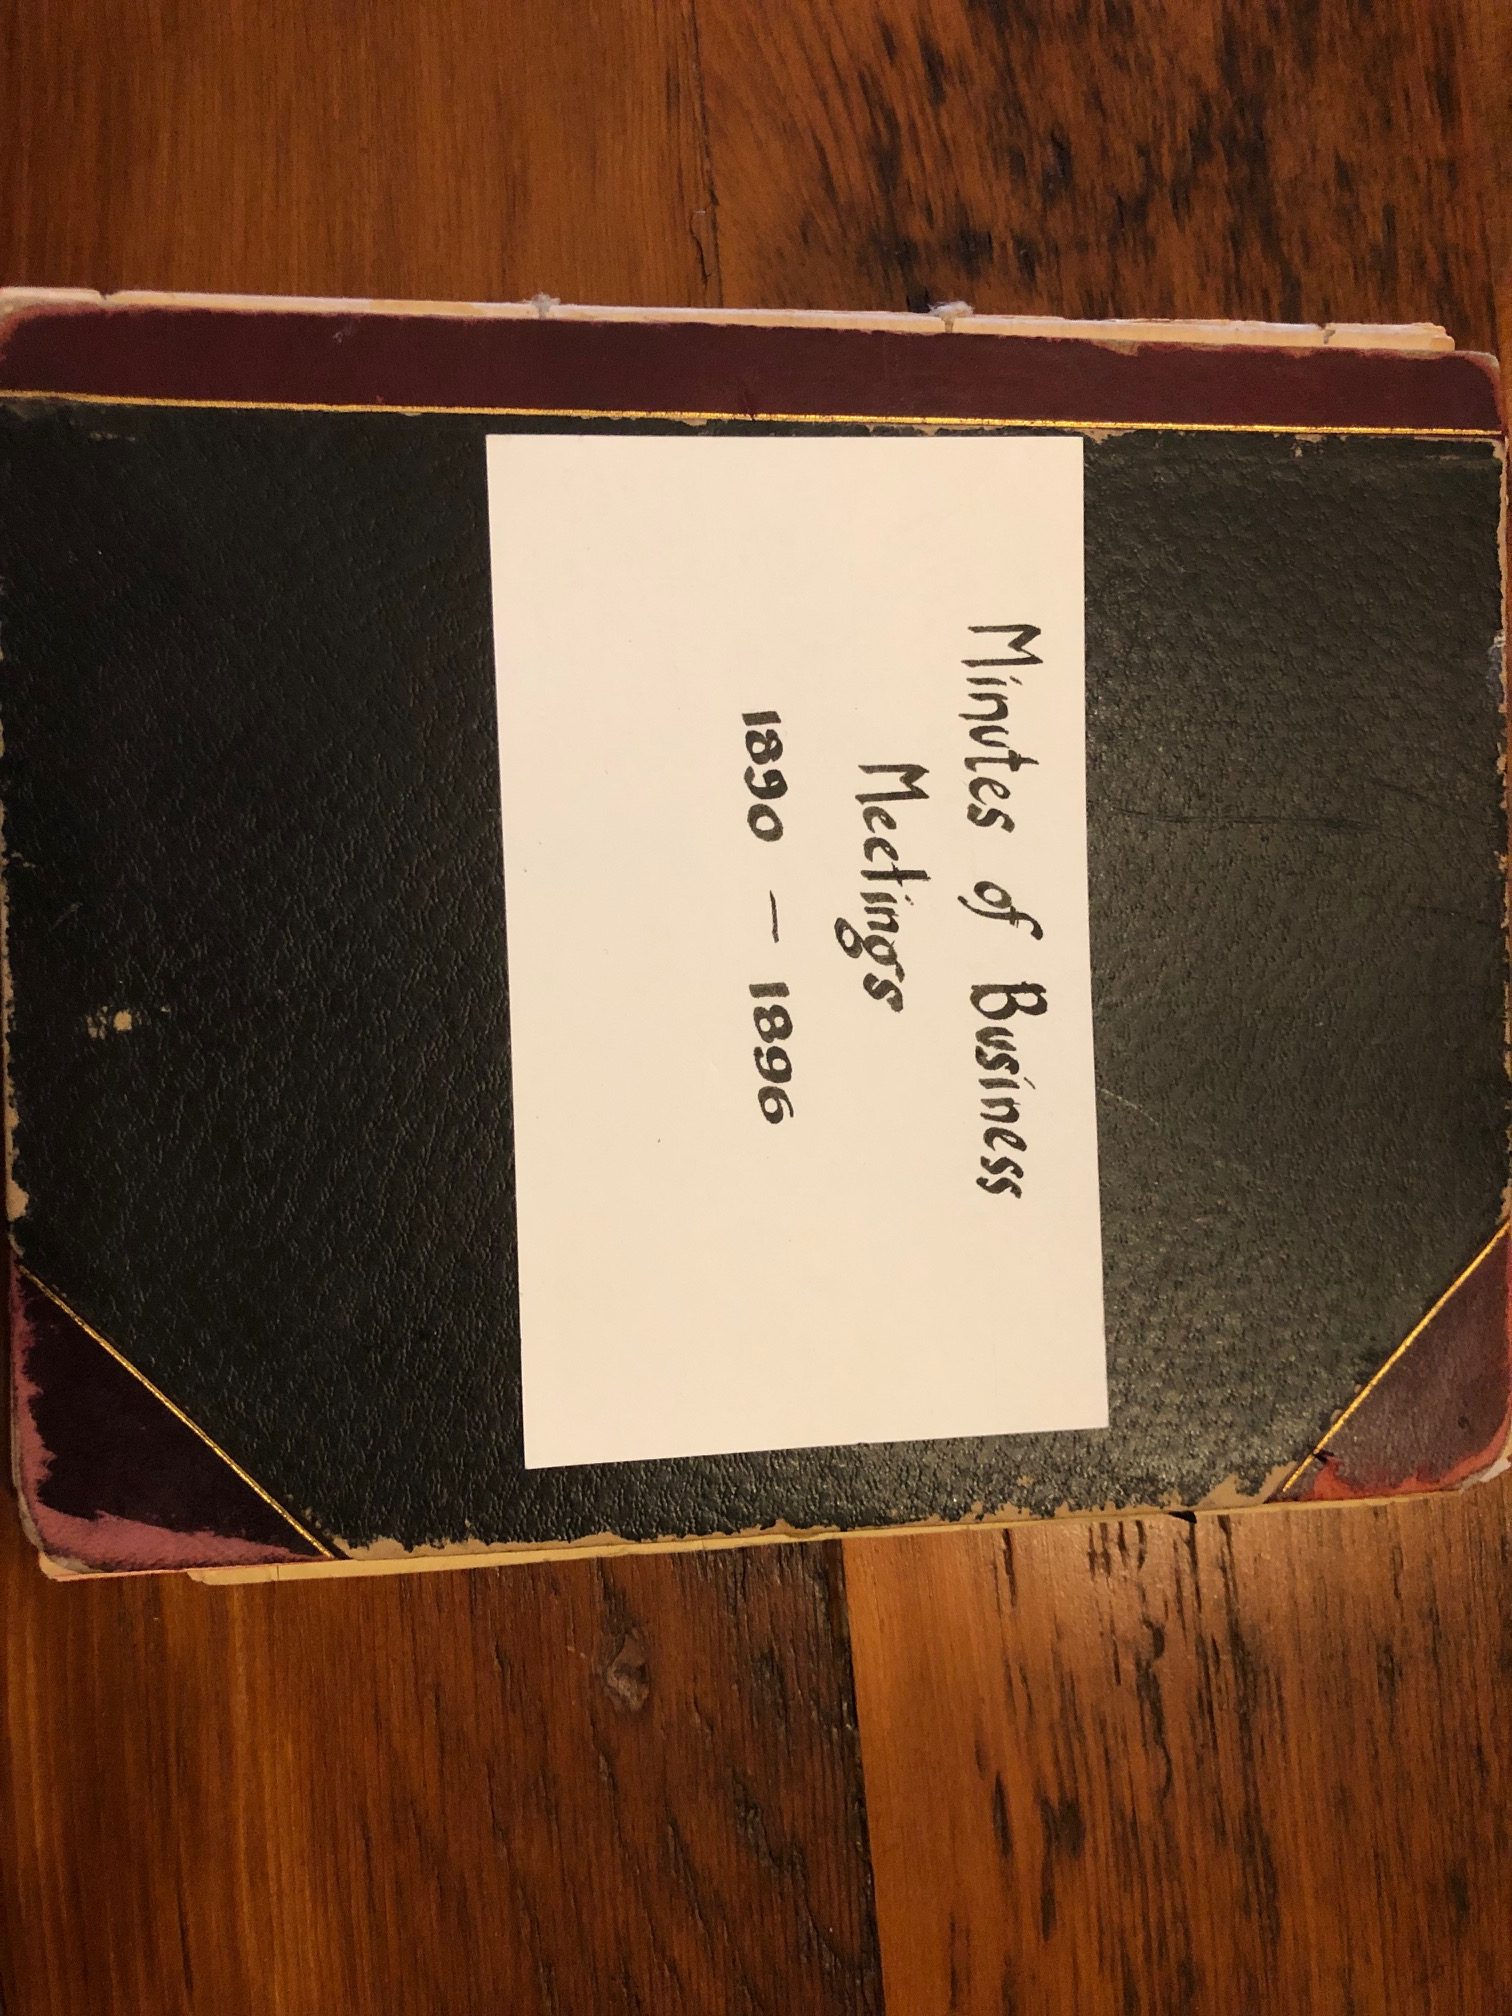 Minutes of Business
Meetings
1890 — 1896